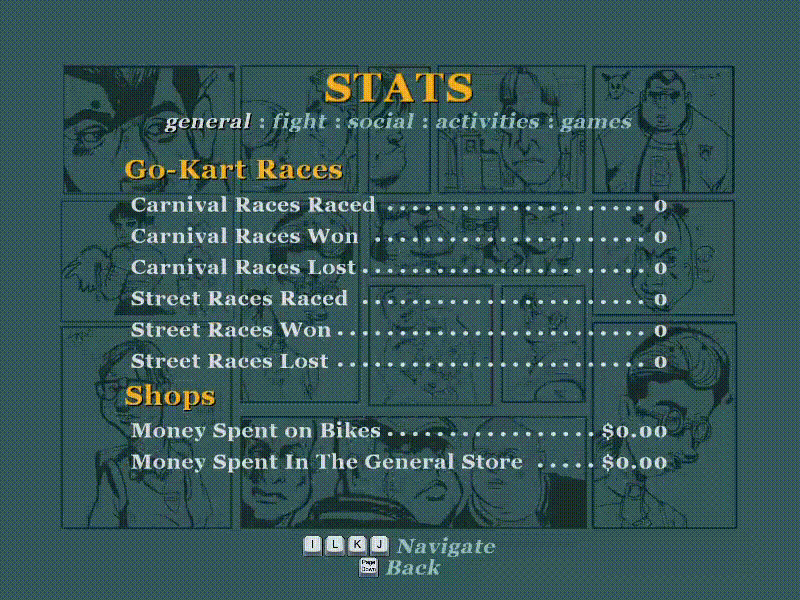 STATS
general : fight : social : activities : games
Go-Kart Races
Carnival Races Raced ........................ 0
Carnival Races Won ......................... 0
Carnival Races Lost .......................... 0
Street Races Raced .......................... 0
Street Races Won ............................ 0
Street Races Lost ............................ 0
Shops
Money Spent on Bikes .................... $0.00
Money Spent In The General Store ..... $0.00
I L K J Navigate
Page Down Back